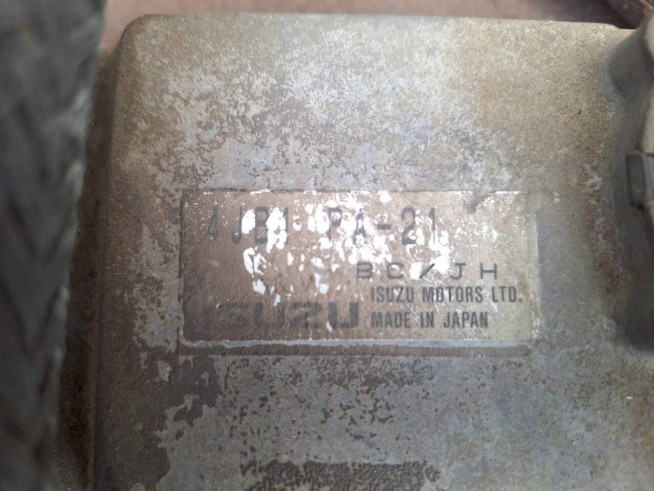 4JB1 PA-21
BC/JH
ISUZU MOTORS LTD.
ISUZU MADE IN JAPAN